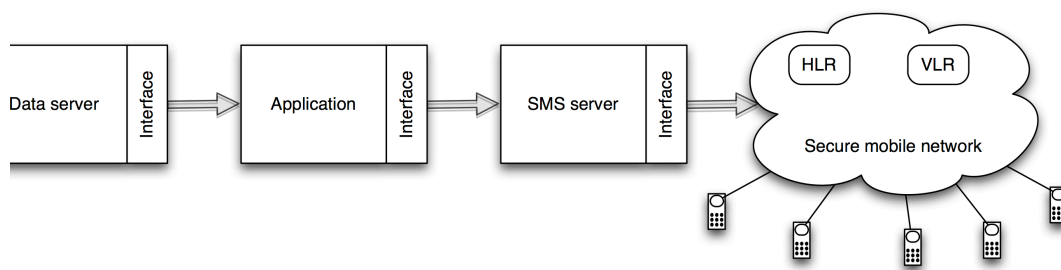 Data server
Interface
Application
Interface
SMS server
Interface
HLR
VLR
Secure mobile network